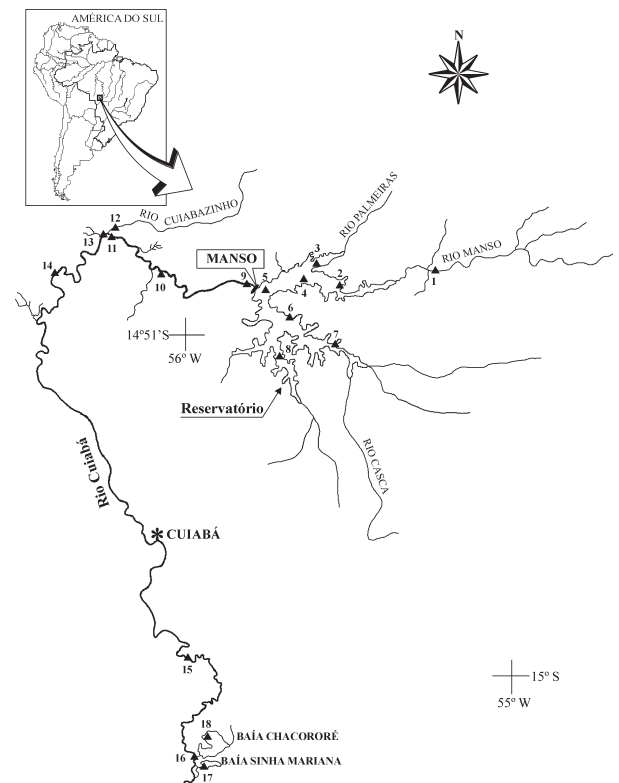 AMÉRICA DO SUL
N
RIO CUIABAZINHO
RIO PALMEIRAS
RIO MANSO
12
13
11
14
10
9
MANSO
5
3
4
2
1
6
7
8
14º51'S
56º W
Reservatório
RIO CASCA
Rio Cuiabá
CUIABÁ
15
15º S
55º W
18
BAÍA CHACORORÉ
16
BAÍA SINHA MARIANA
17